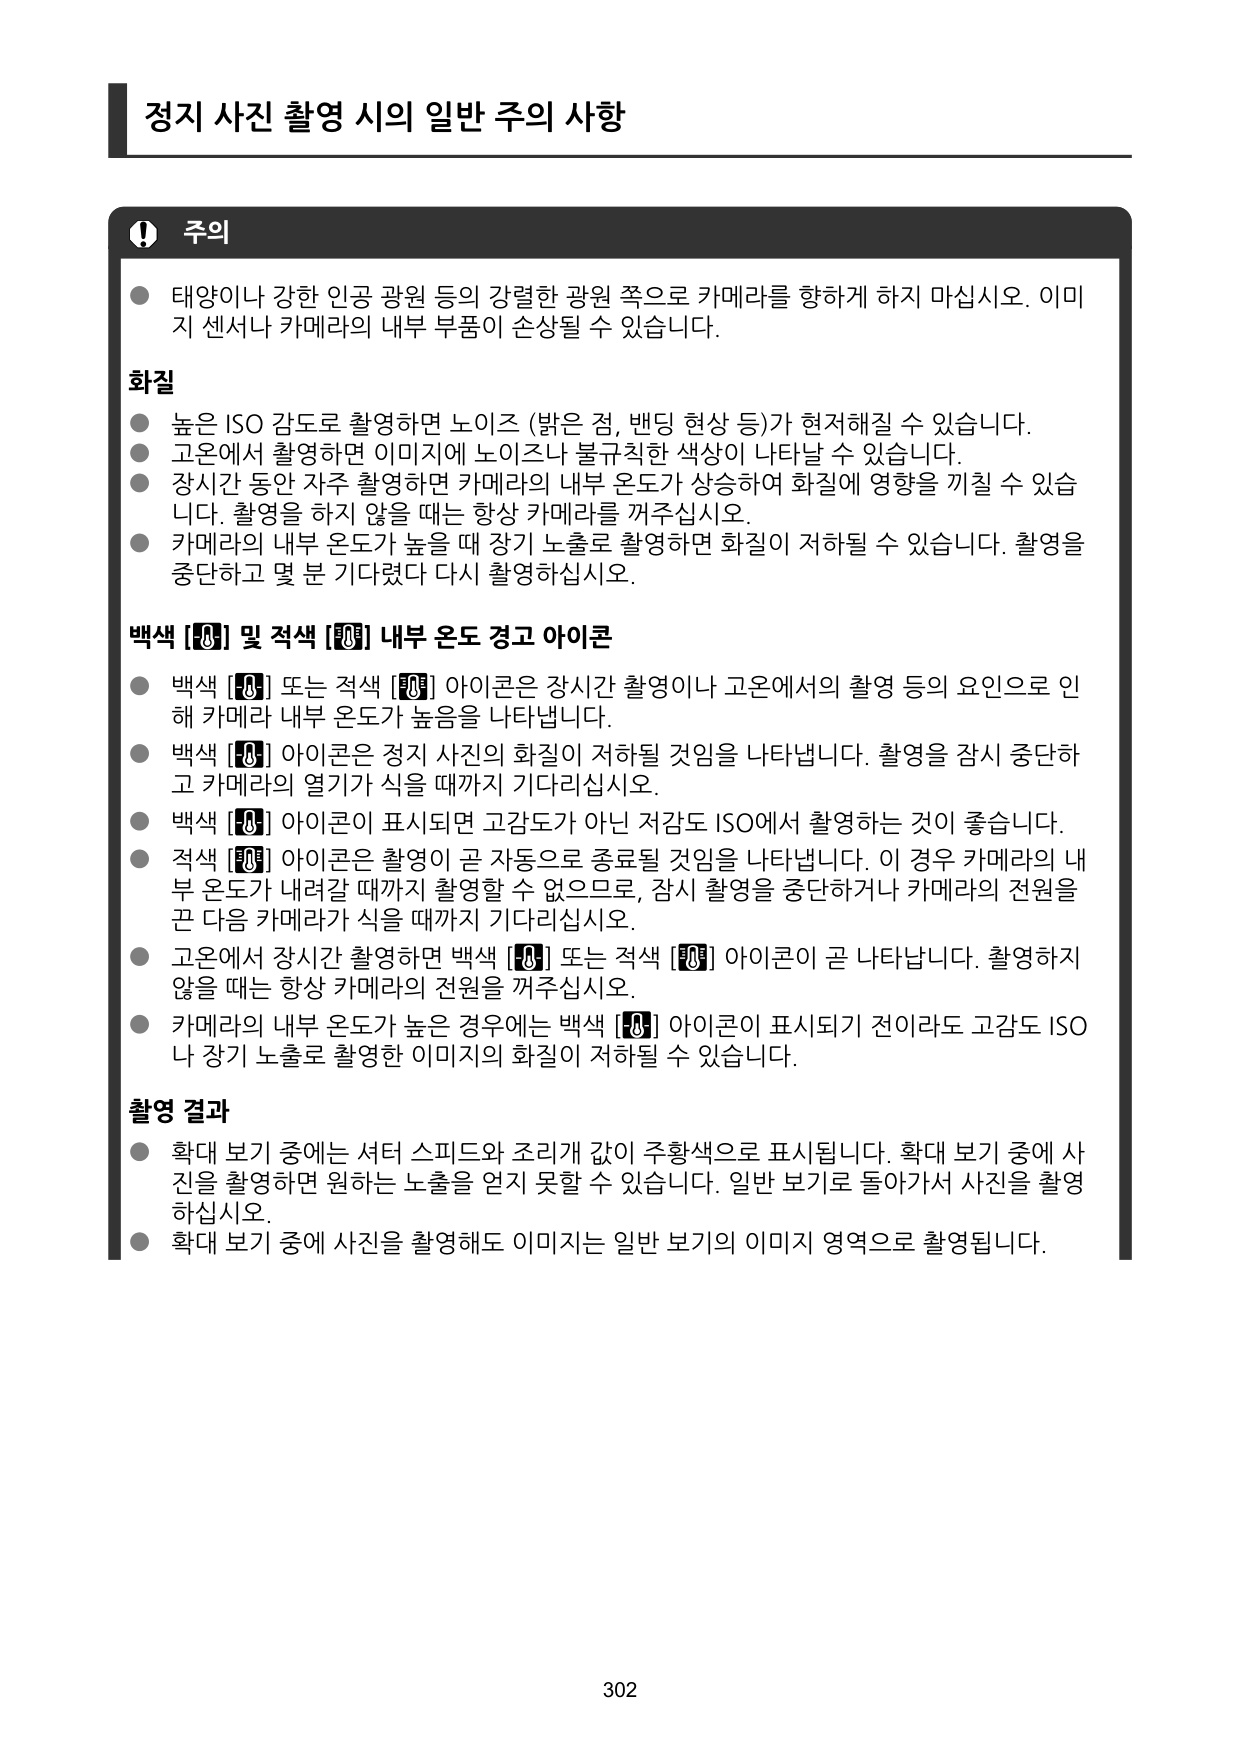 정지 사진 촬영 시의 일반 주의 사항
주의
● 태양이나 강한 인공 광원 등의 강렬한 광원 쪽으로 카메라를 향하게 하지 마십시오. 이미
지 센서나 카메라의 내부 부품이 손상될 수 있습니다.
화질
● 높은 ISO 감도로 촬영하면 노이즈 (밝은 점, 밴딩 현상 등)가 현저해질 수 있습니다.
● 고온에서 촬영하면 이미지에 노이즈나 불규칙한 색상이 나타날 수 있습니다.
● 장시간 동안 자주 촬영하면 카메라의 내부 온도가 상승하여 화질에 영향을 끼칠 수 있습
니다. 촬영을 하지 않을 때는 항상 카메라를 꺼주십시오.
● 카메라의 내부 온도가 높을 때 장기 노출로 촬영하면 화질이 저하될 수 있습니다. 촬영을
중단하고 몇 분 기다렸다 다시 촬영하십시오.
백색 [] 및 적색 [] 내부 온도 경고 아이콘
● 백색 [] 또는 적색 [] 아이콘은 장시간 촬영이나 고온에서의 촬영 등의 요인으로 인
해 카메라 내부 온도가 높음을 나타냅니다.
● 백색 [] 아이콘은 정지 사진의 화질이 저하될 것임을 나타냅니다. 촬영을 잠시 중단하
고 카메라의 열기가 식을 때까지 기다리십시오.
● 백색 [] 아이콘이 표시되면 고감도가 아닌 저감도 ISO에서 촬영하는 것이 좋습니다.
● 적색 [] 아이콘은 촬영이 곧 자동으로 종료될 것임을 나타냅니다. 이 경우 카메라의 내
부 온도가 내려갈 때까지 촬영할 수 없으므로, 잠시 촬영을 중단하거나 카메라의 전원을
끈 다음 카메라가 식을 때까지 기다리십시오.
● 고온에서 장시간 촬영하면 백색 [] 또는 적색 [] 아이콘이 곧 나타납니다. 촬영하지
않을 때는 항상 카메라의 전원을 꺼주십시오.
● 카메라의 내부 온도가 높은 경우에는 백색 [] 아이콘이 표시되기 전이라도 고감도 ISO
나 장기 노출로 촬영한 이미지의 화질이 저하될 수 있습니다.
촬영 결과
● 확대 보기 중에는 셔터 스피드와 조리개 값이 주황색으로 표시됩니다. 확대 보기 중에 사
진을 촬영하면 원하는 노출을 얻지 못할 수 있습니다. 일반 보기로 돌아가서 사진을 촬영
하십시오.
● 확대 보기 중에 사진을 촬영해도 이미지는 일반 보기의 이미지 영역으로 촬영됩니다.
302